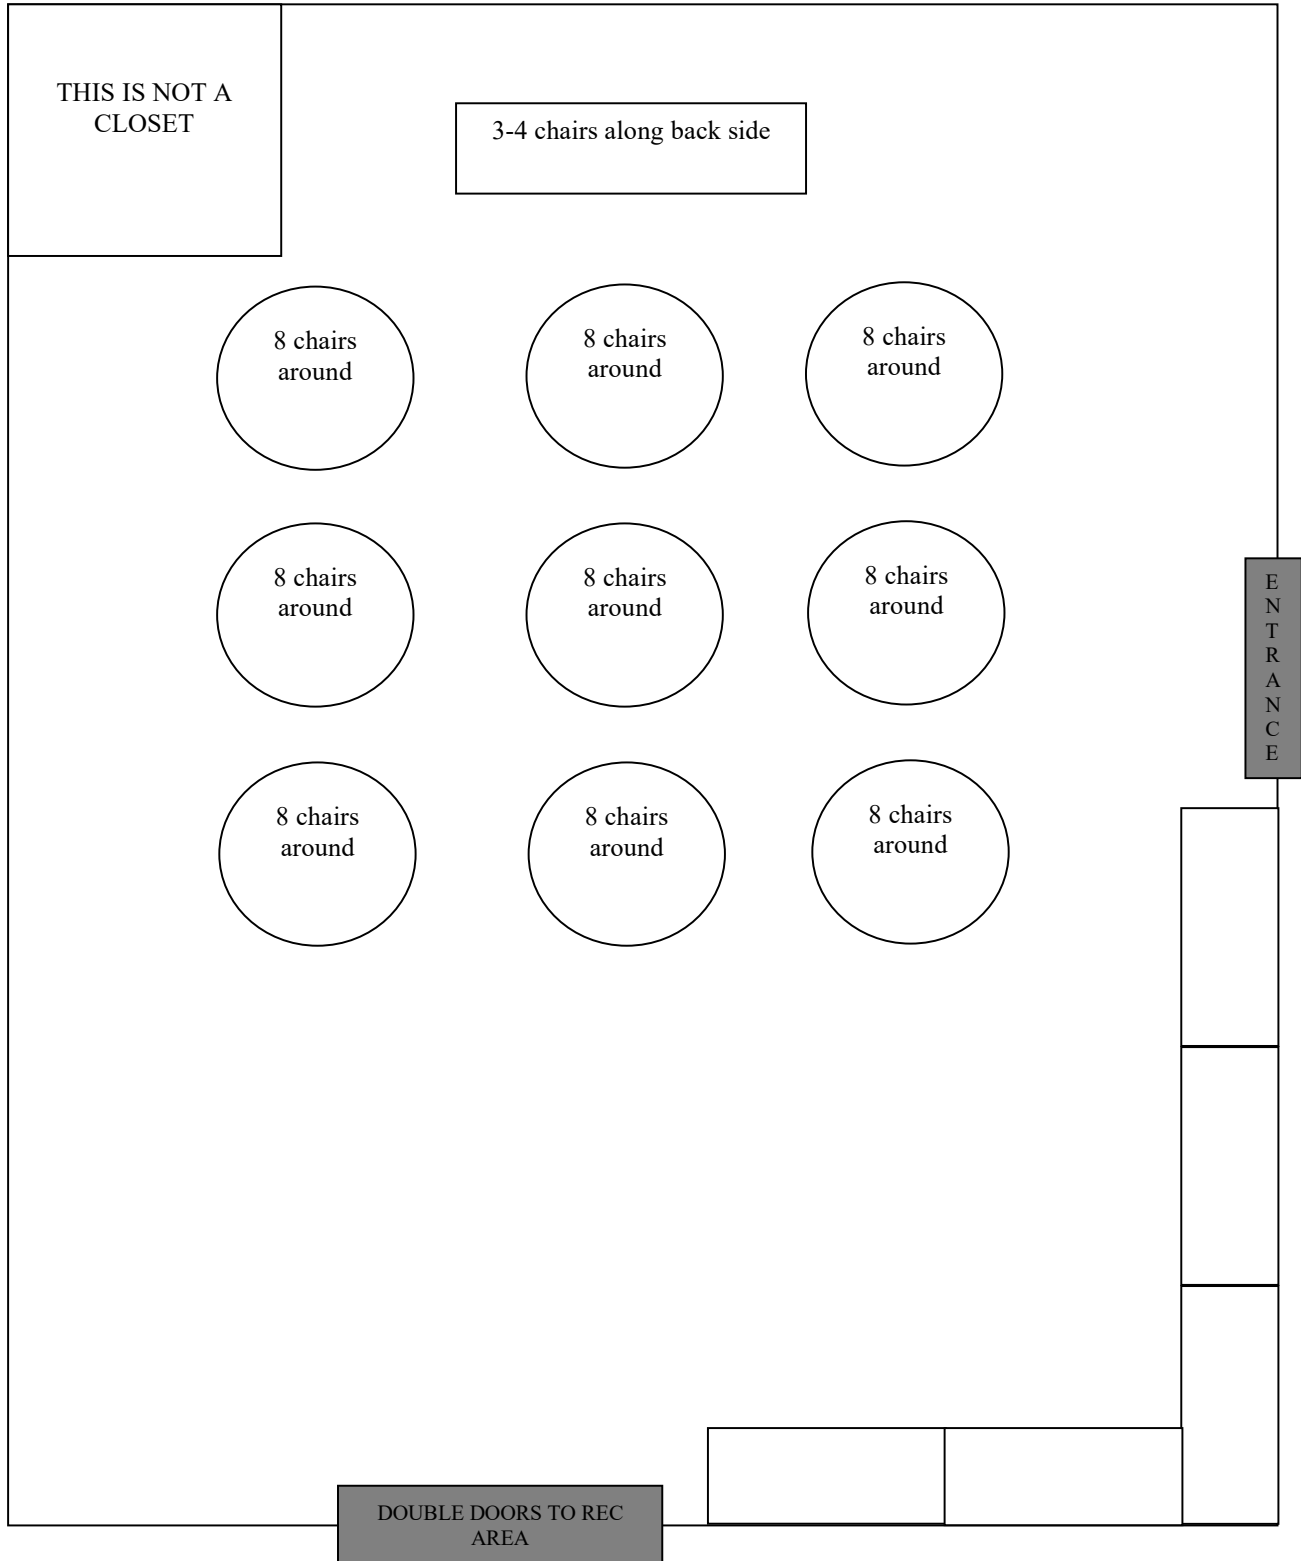 THIS IS NOT A
CLOSET
3-4 chairs along back side
8 chairs
around
8 chairs
around
8 chairs
around
8 chairs
around
8 chairs
around
8 chairs
around
E
N
T
R
A
N
C
E
8 chairs
around
8 chairs
around
8 chairs
around
DOUBLE DOORS TO REC
AREA